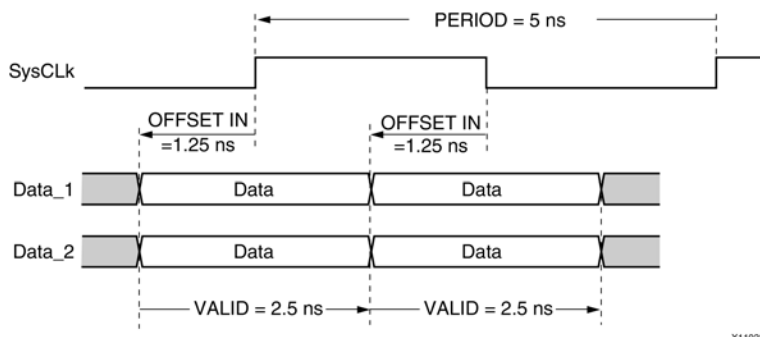 PERIOD = 5 ns
SysCLk
OFFSET IN
=1.25 ns
OFFSET IN
=1.25 ns
Data_1
Data
Data
Data_2
Data
Data
VALID = 2.5 ns
VALID = 2.5 ns